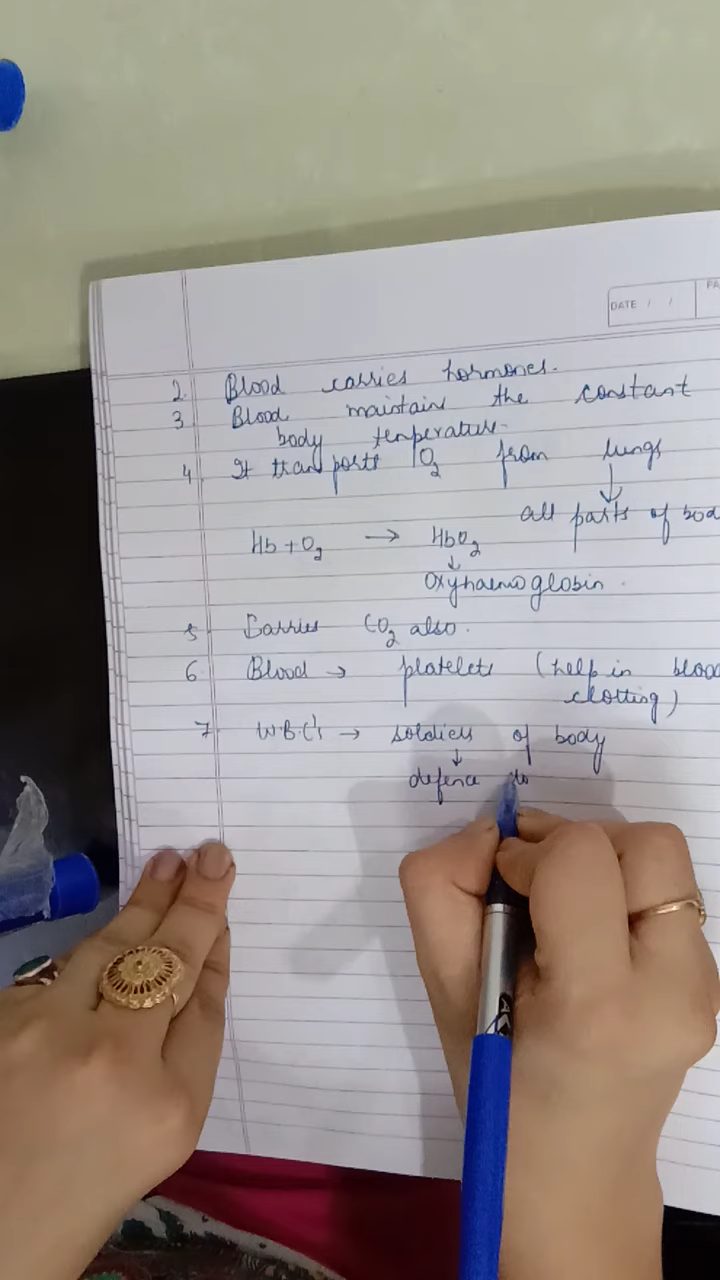 DATE / / PA
2. Blood carries hormones.
3 Blood maintains the constant
body temperature.
4 It transports O2 from lungs
↓
all parts of bod
Hb + O2 → HbO2
↓
Oxyhaemoglobin.
5 Carries CO2 also.
6 Blood → platelets (help in blood
clotting)
7 W.B.C's → soldiers of body
↓
defence